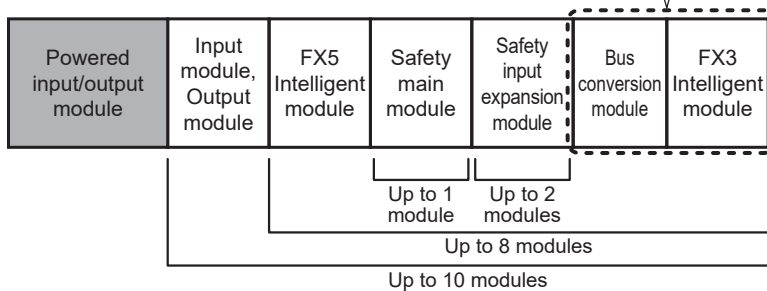 Powered
input/output
module
Input
module,
Output
module
FX5
Intelligent
module
Safety
main
module
Safety
input
expansion
module
Bus
conversion
module
FX3
Intelligent
module
Up to 1
module
Up to 2
modules
Up to 8 modules
Up to 10 modules